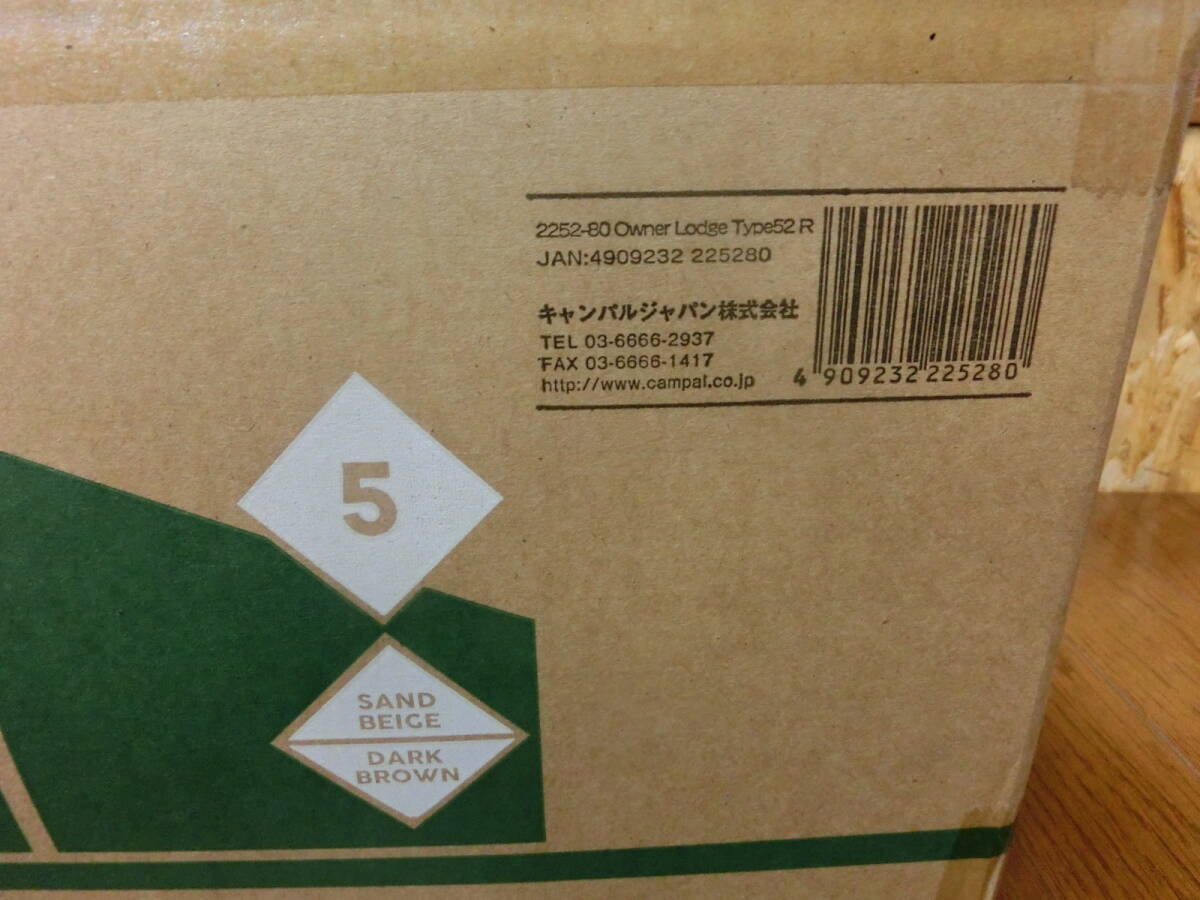 2252-80 Owner Lodge Type52 R
JAN:4909232 225280
キャンパルジャパン株式会社
TEL 03-6666-2937
FAX 03-6666-1417
http://www.campal.co.jp
4 909232 225280
5
SAND
BEIGE
DARK
BROWN